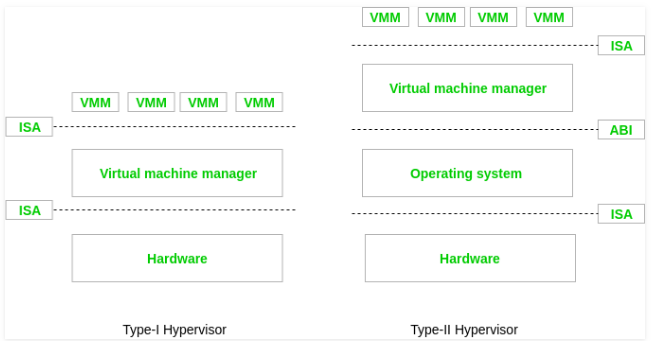 VMM VMM VMM VMM
ISA
Virtual machine manager
ISA
Hardware
Type-I Hypervisor
VMM VMM VMM VMM
ISA
Virtual machine manager
ABI
Operating system
ISA
Hardware
Type-II Hypervisor